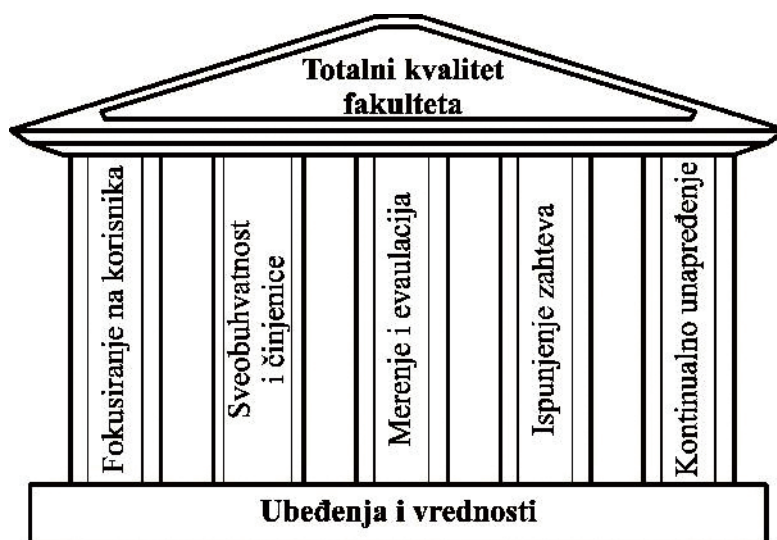 Totalni kvalitet
fakulteta
Fokusiranje na korisnika
Sveobuhvatnost
i činjenice
Merenje i evaulacija
Ispunjenje zahteva
Kontinualno unapređenje
Ubeđenja i vrednosti